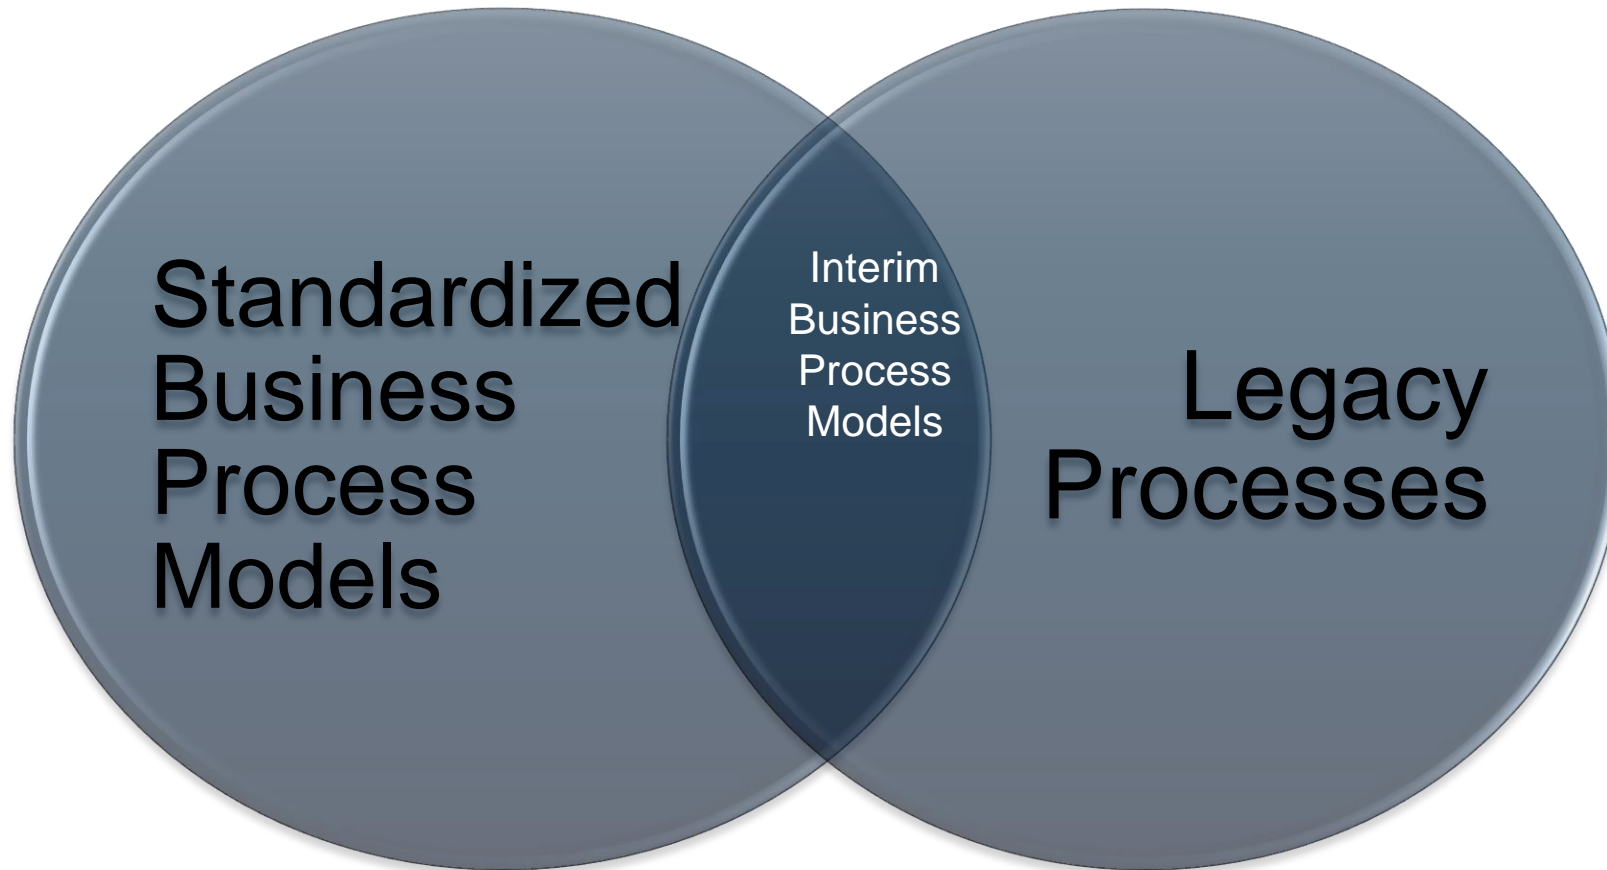 Standardized
Business
Process
Models
Interim
Business
Process
Models
Legacy
Processes